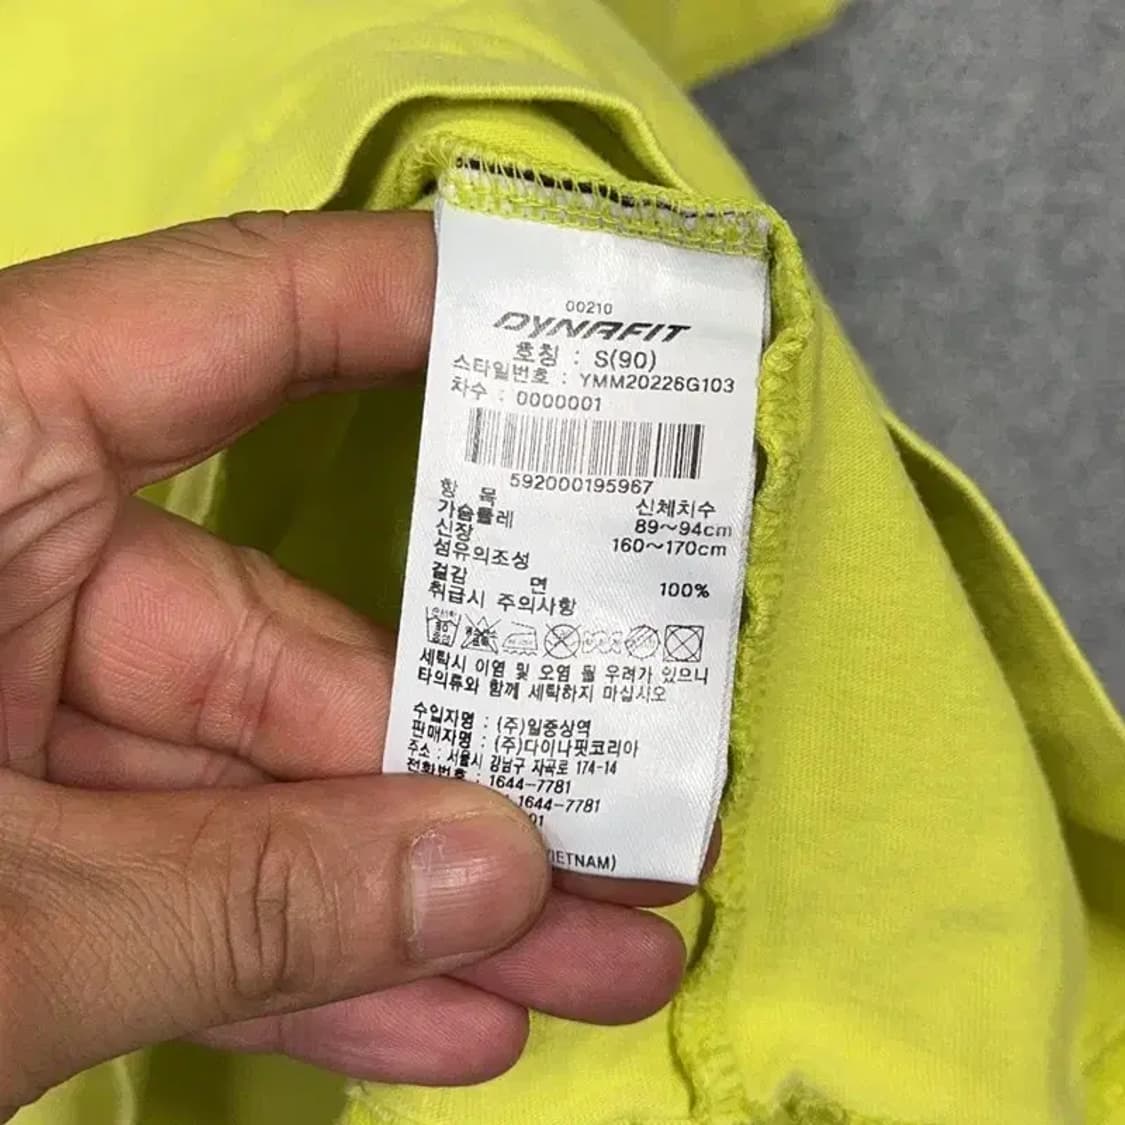 00210
DYNAFIT
호칭 : S(90)
스타일번호 : YMM20226G103
차수 : 0000001
592000195967
항 목 신체치수
가슴둘레 89~94cm
신장 160~170cm
섬유의조성
겉감 면 100%
취급시 주의사항
세탁시 이염 및 오염 될 우려가 있으니
타의류와 함께 세탁하지 마십시오
수입자명 : (주)일중상역
판매자명 : (주)다이나핏코리아
주소 : 서울시 강남구 자곡로 174-14
전화번호 : 1644-7781
1644-7781
01
VIETNAM)